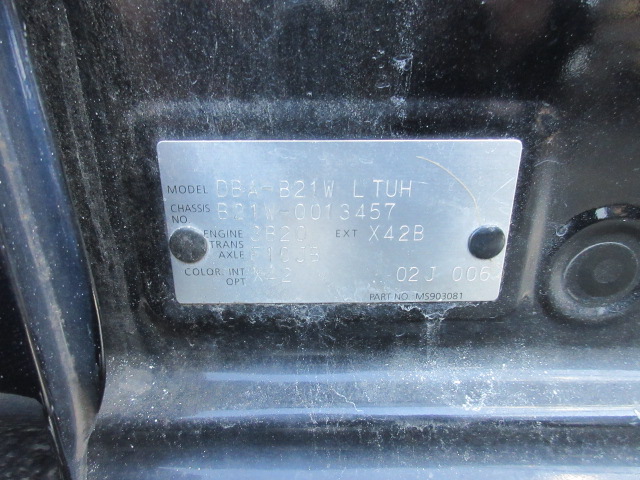 MODEL DBA-B21W LTUH
CHASSIS NO B21W-0013457
ENGINE 3B20 EXT X42B
TRANS AXLE
COLOR, INT OPT X42 02J 006
PART NO. MS903081